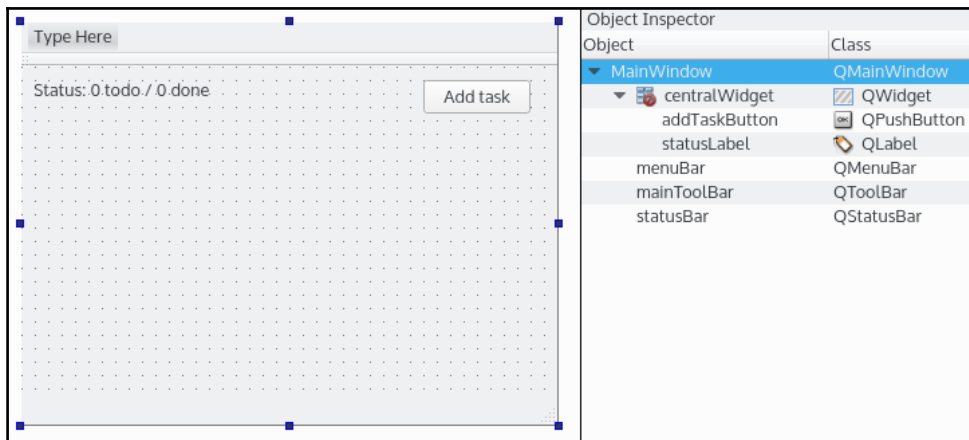 Type Here
Status: 0 todo / 0 done
Add task
Object Inspector
Object Class
MainWindow QMainWindow
centralWidget QWidget
addTaskButton QPushButton
statusLabel QLabel
menuBar QMenuBar
mainToolBar QToolBar
statusBar QStatusBar